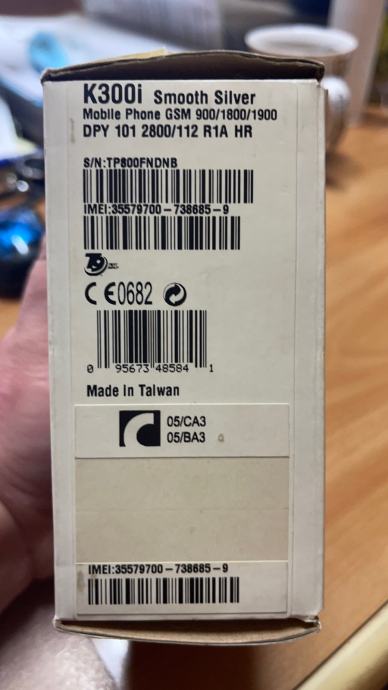 K300i Smooth Silver
Mobile Phone GSM 900/1800/1900
DPY 101 2800/112 R1A HR
S/N:TP800FNDNB
IMEI:35579700-738685-9
T9
CE0682
0 95673 48584 1
Made in Taiwan
05/CA3
05/BA3
IMEI:35579700-738685-9